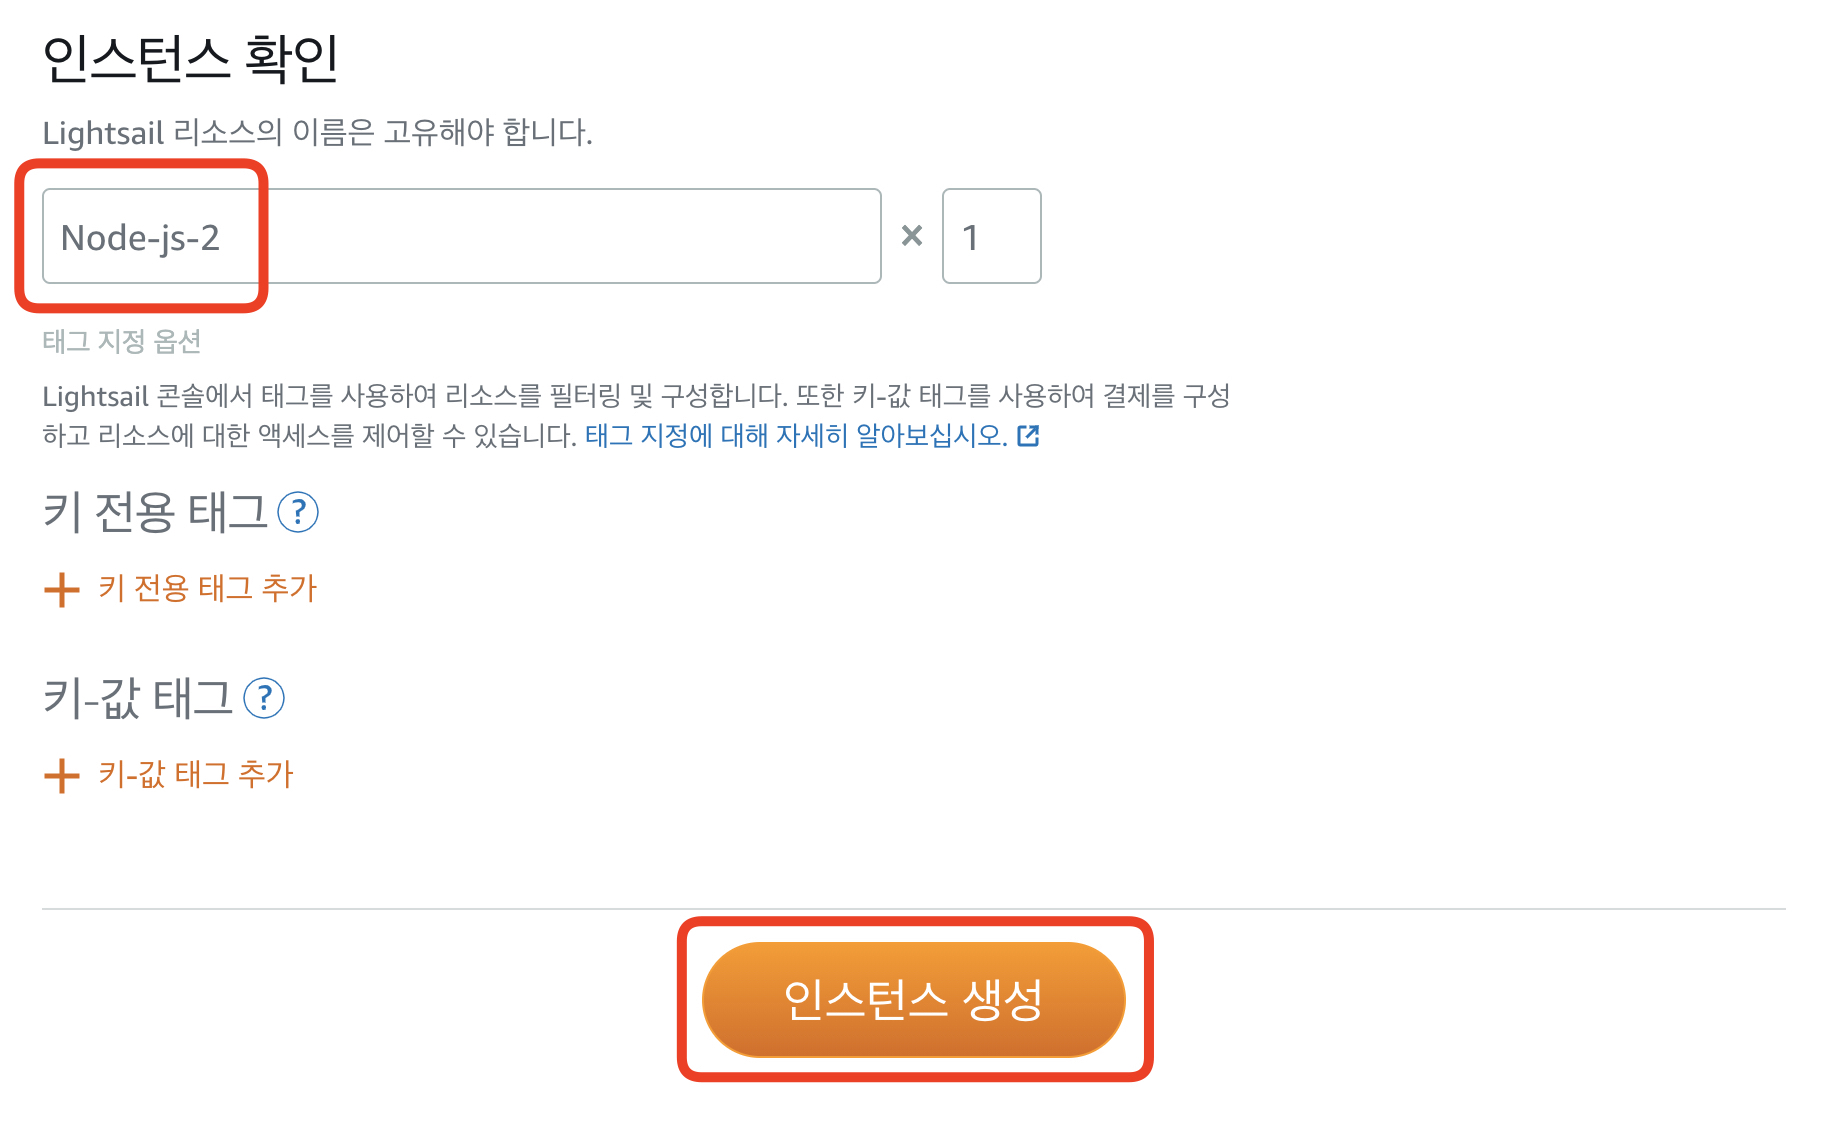 인스턴스 확인
Lightsail 리소스의 이름은 고유해야 합니다.
Node-js-2 × 1
태그 지정 옵션
Lightsail 콘솔에서 태그를 사용하여 리소스를 필터링 및 구성합니다. 또한 키-값 태그를 사용하여 결제를 구성
하고 리소스에 대한 액세스를 제어할 수 있습니다. 태그 지정에 대해 자세히 알아보십시오.
키 전용 태그 ?
+ 키 전용 태그 추가
키-값 태그 ?
+ 키-값 태그 추가
인스턴스 생성